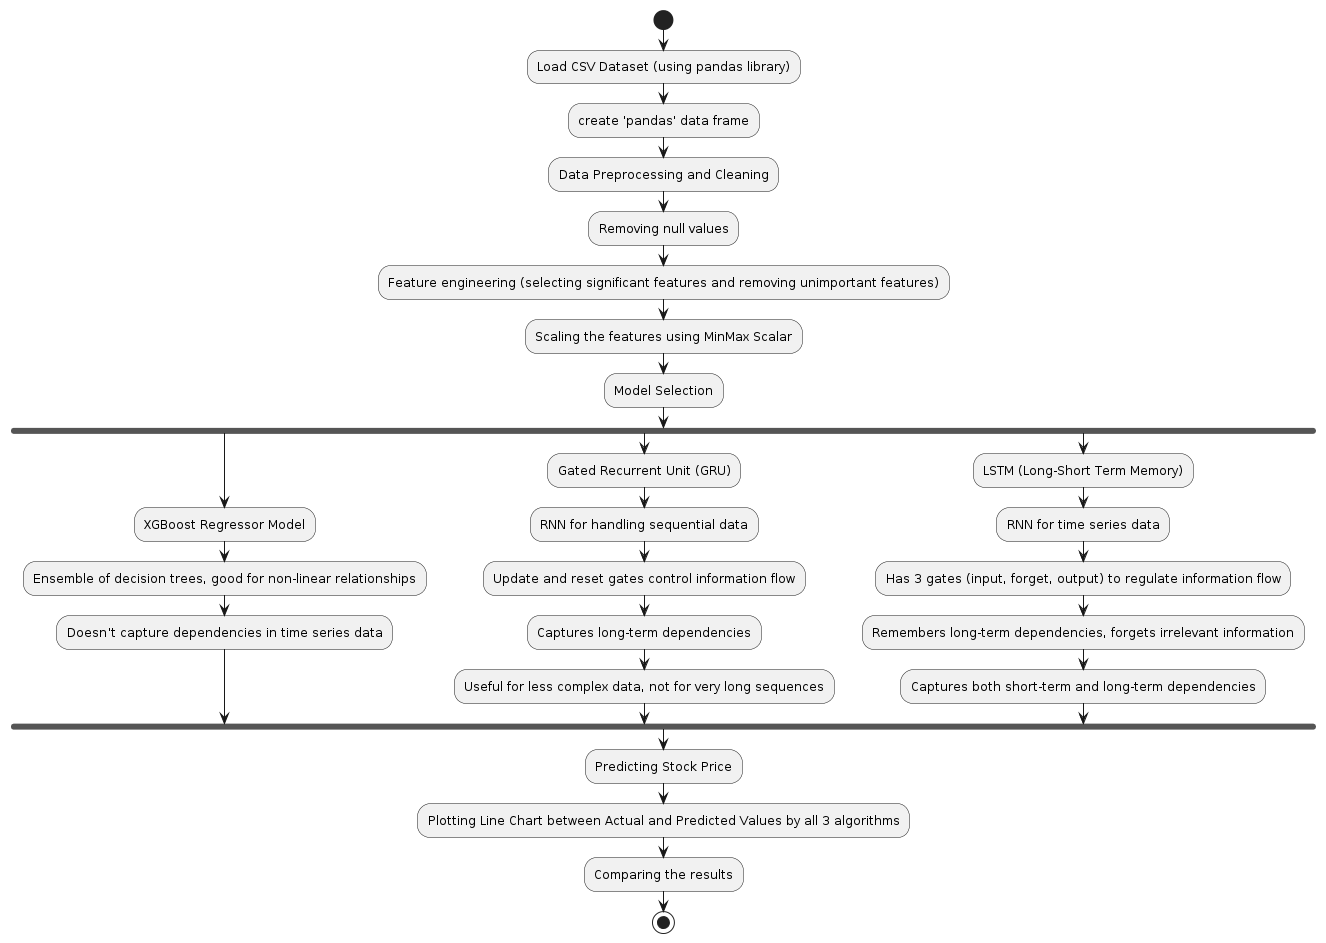 Load CSV Dataset (using pandas library)
create 'pandas' data frame
Data Preprocessing and Cleaning
Removing null values
Feature engineering (selecting significant features and removing unimportant features)
Scaling the features using MinMax Scalar
Model Selection
XGBoost Regressor Model
Ensemble of decision trees, good for non-linear relationships
Doesn't capture dependencies in time series data
Gated Recurrent Unit (GRU)
RNN for handling sequential data
Update and reset gates control information flow
Captures long-term dependencies
Useful for less complex data, not for very long sequences
LSTM (Long-Short Term Memory)
RNN for time series data
Has 3 gates (input, forget, output) to regulate information flow
Remembers long-term dependencies, forgets irrelevant information
Captures both short-term and long-term dependencies
Predicting Stock Price
Plotting Line Chart between Actual and Predicted Values by all 3 algorithms
Comparing the results